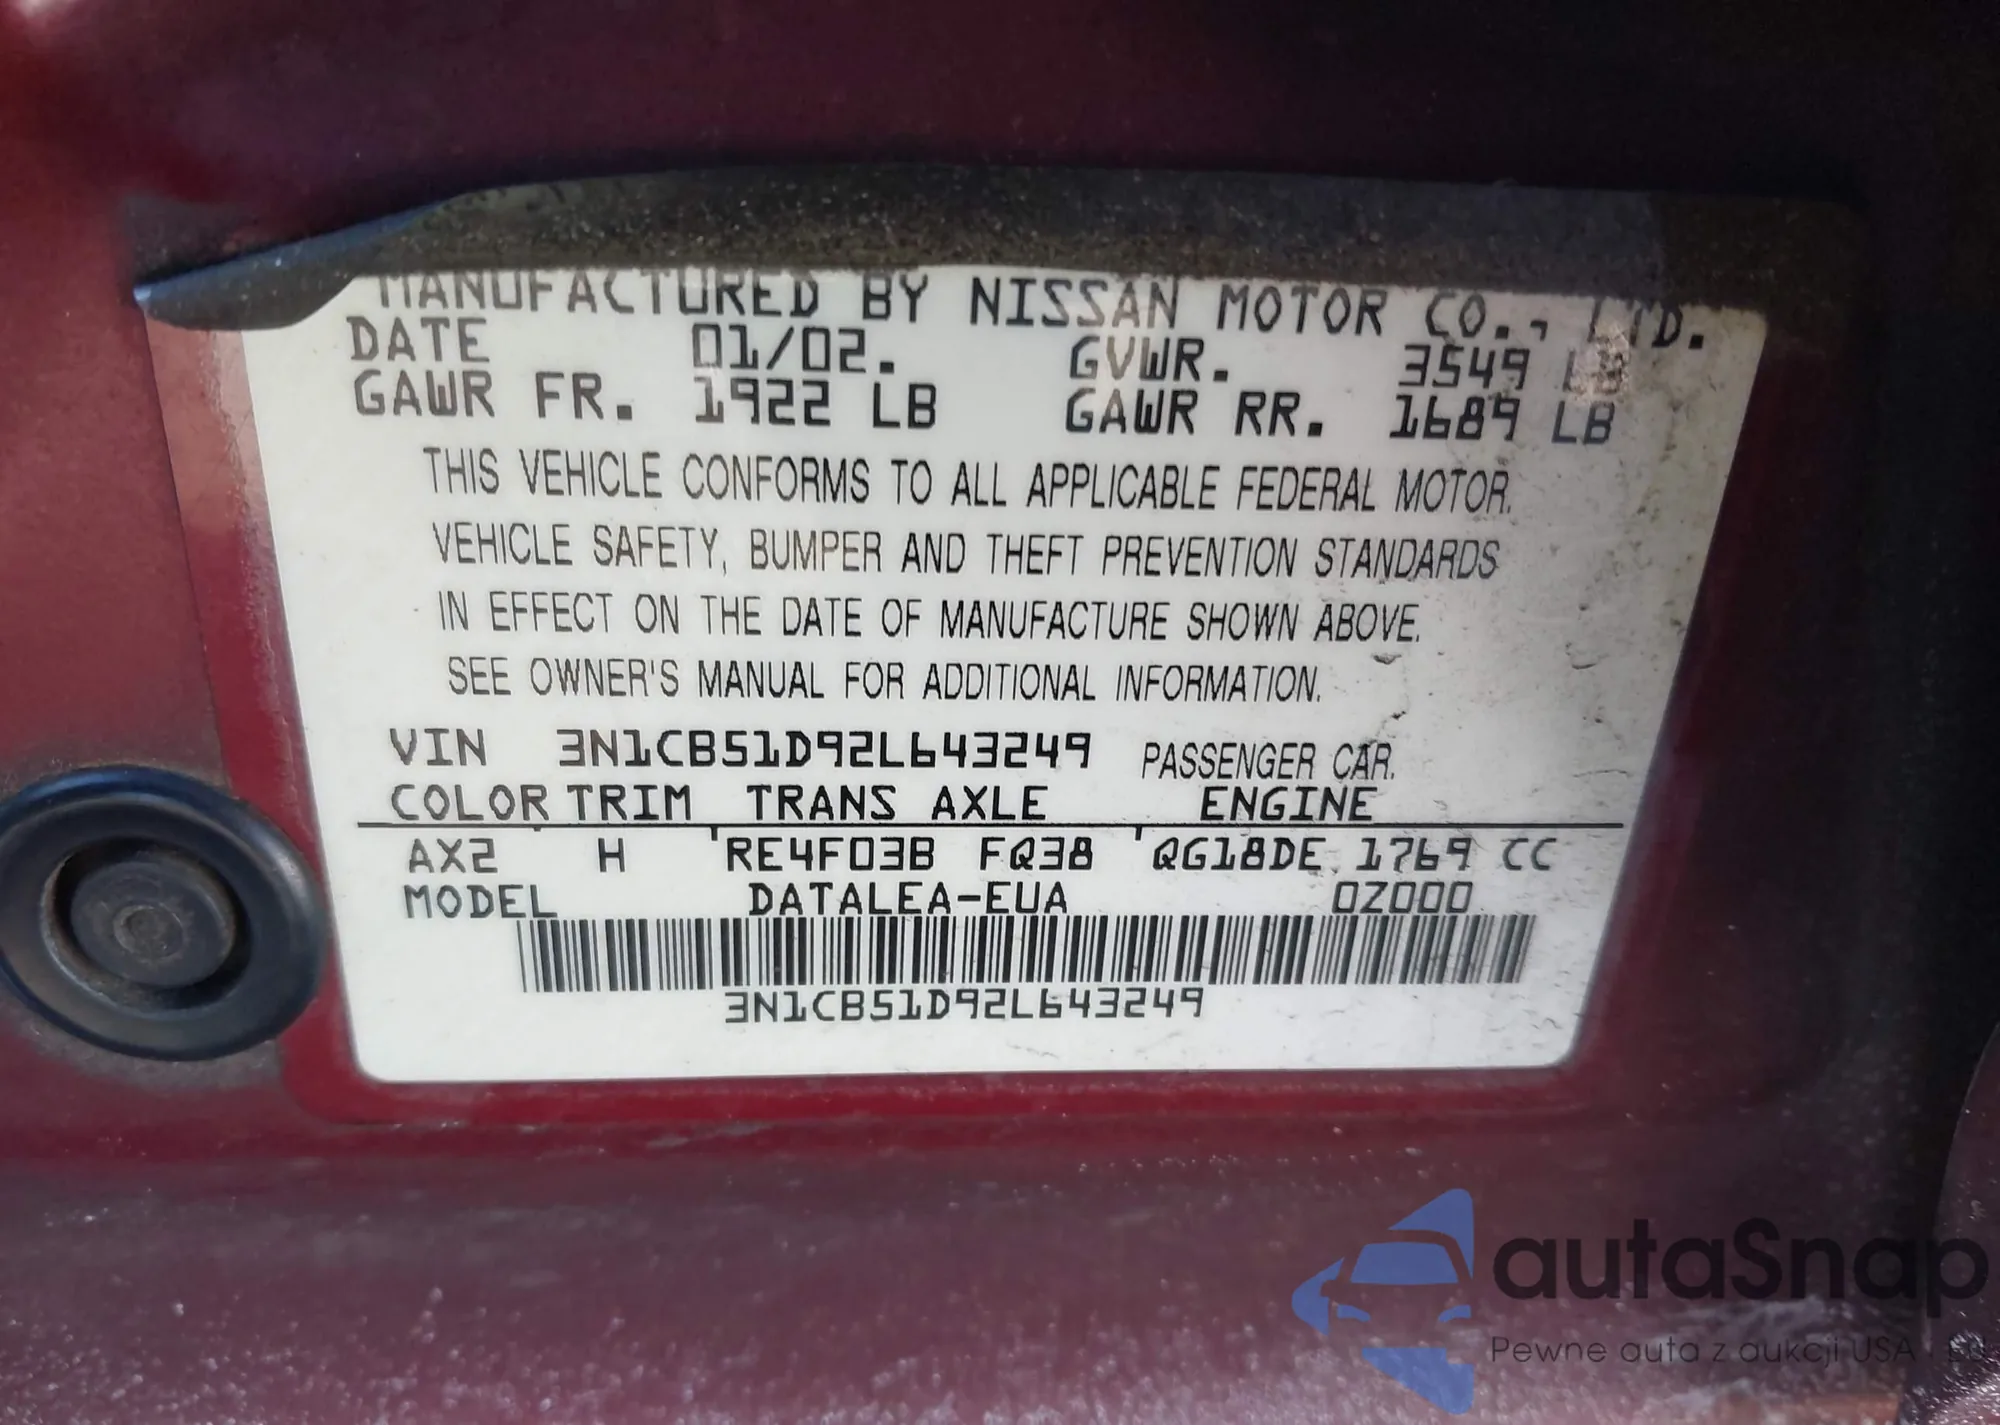 MANUFACTURED BY NISSAN MOTOR CO., LTD.
DATE 01/02. GVWR. 3549 LB
GAWR FR. 1922 LB GAWR RR. 1689 LB
THIS VEHICLE CONFORMS TO ALL APPLICABLE FEDERAL MOTOR.
VEHICLE SAFETY, BUMPER AND THEFT PREVENTION STANDARDS
IN EFFECT ON THE DATE OF MANUFACTURE SHOWN ABOVE.
SEE OWNER'S MANUAL FOR ADDITIONAL INFORMATION.
VIN 3N1CB51D92L643249 PASSENGER CAR.
COLOR TRIM TRANS AXLE ENGINE
AX2 H RE4F03B FQ38 QG18DE 1769 CC
MODEL DATALEA-EUA 0Z000
3N1CB51D92L643249
autaSnap
Pewne auta z aukcji USA